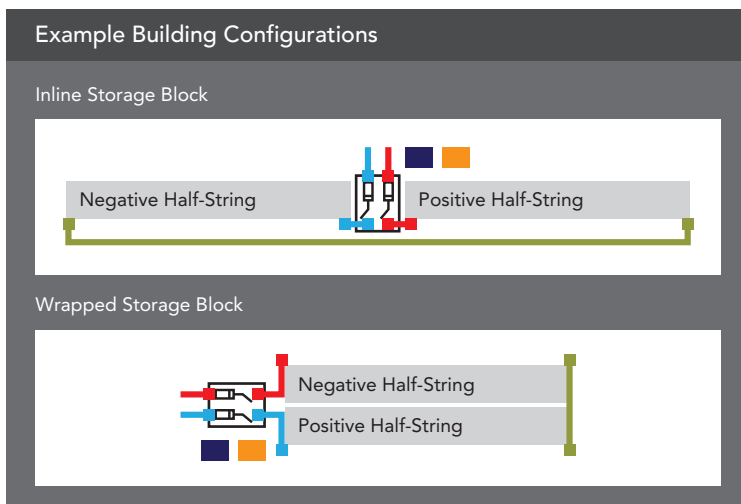 Example Building Configurations
Inline Storage Block
Negative Half-String
Positive Half-String
Wrapped Storage Block
Negative Half-String
Positive Half-String